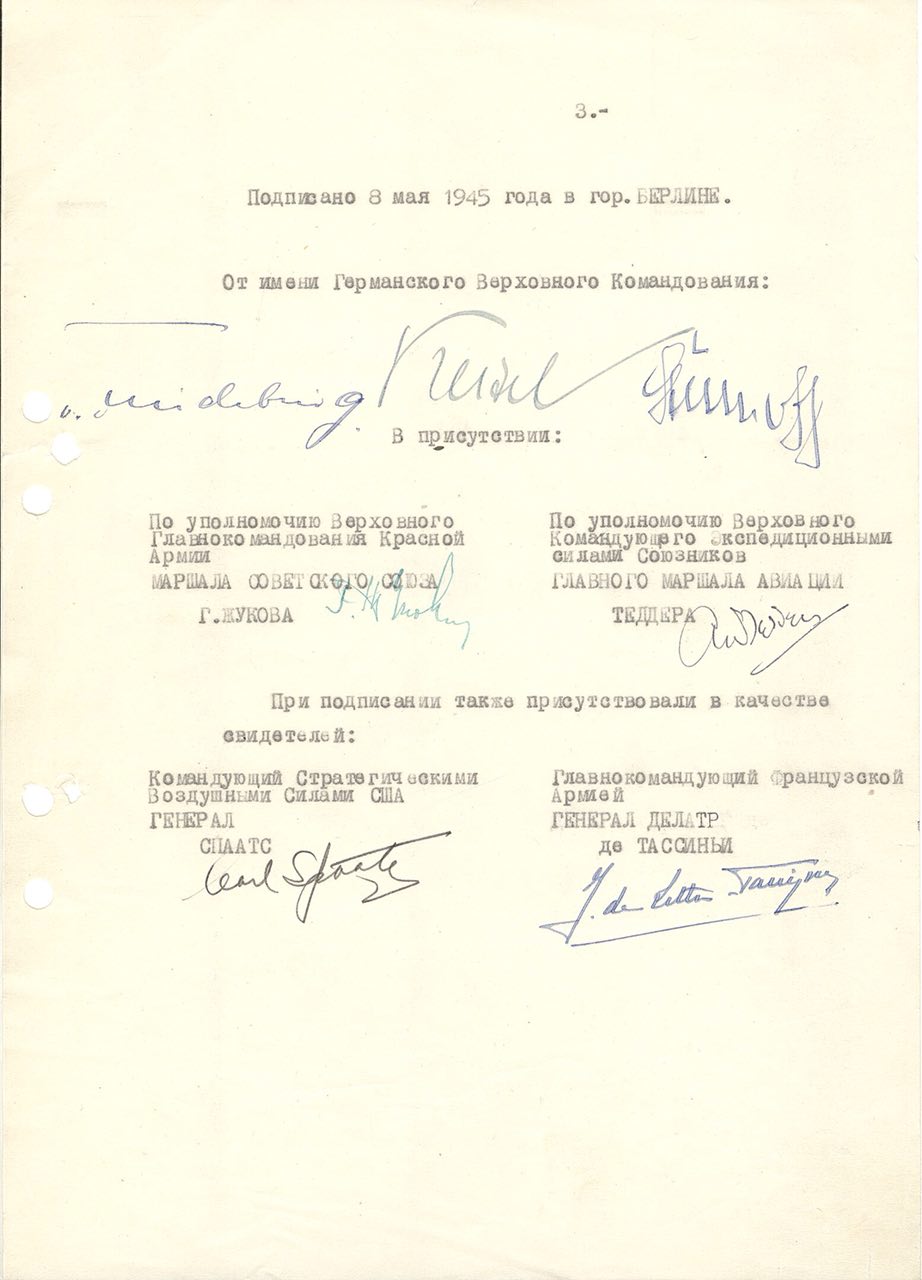 3.-
Подписано 8 мая 1945 года в гор. БЕРЛИНЕ.
От имени Германского Верховного Командования:
Keitel
В присутствии:
По уполномочию Верховного
Главнокомандования Красной
Армии
МАРШАЛА СОВЕТСКОГО СОЮЗА
Г.ЖУКОВА
По уполномочию Верховного
Командующего Экспедиционными
силами Союзников
ГЛАВНОГО МАРШАЛА АВИАЦИИ
ТЕДДЕРА
При подписании также присутствовали в качестве
свидетелей:
Командующий Стратегическими
Воздушными Силами США
ГЕНЕРАЛ
СПААТС
Carl Spaatz
Главнокомандующий Французской
Армией
ГЕНЕРАЛ ДЕЛАТР
де ТАССИНЬИ
J. de Lattre Tassigny